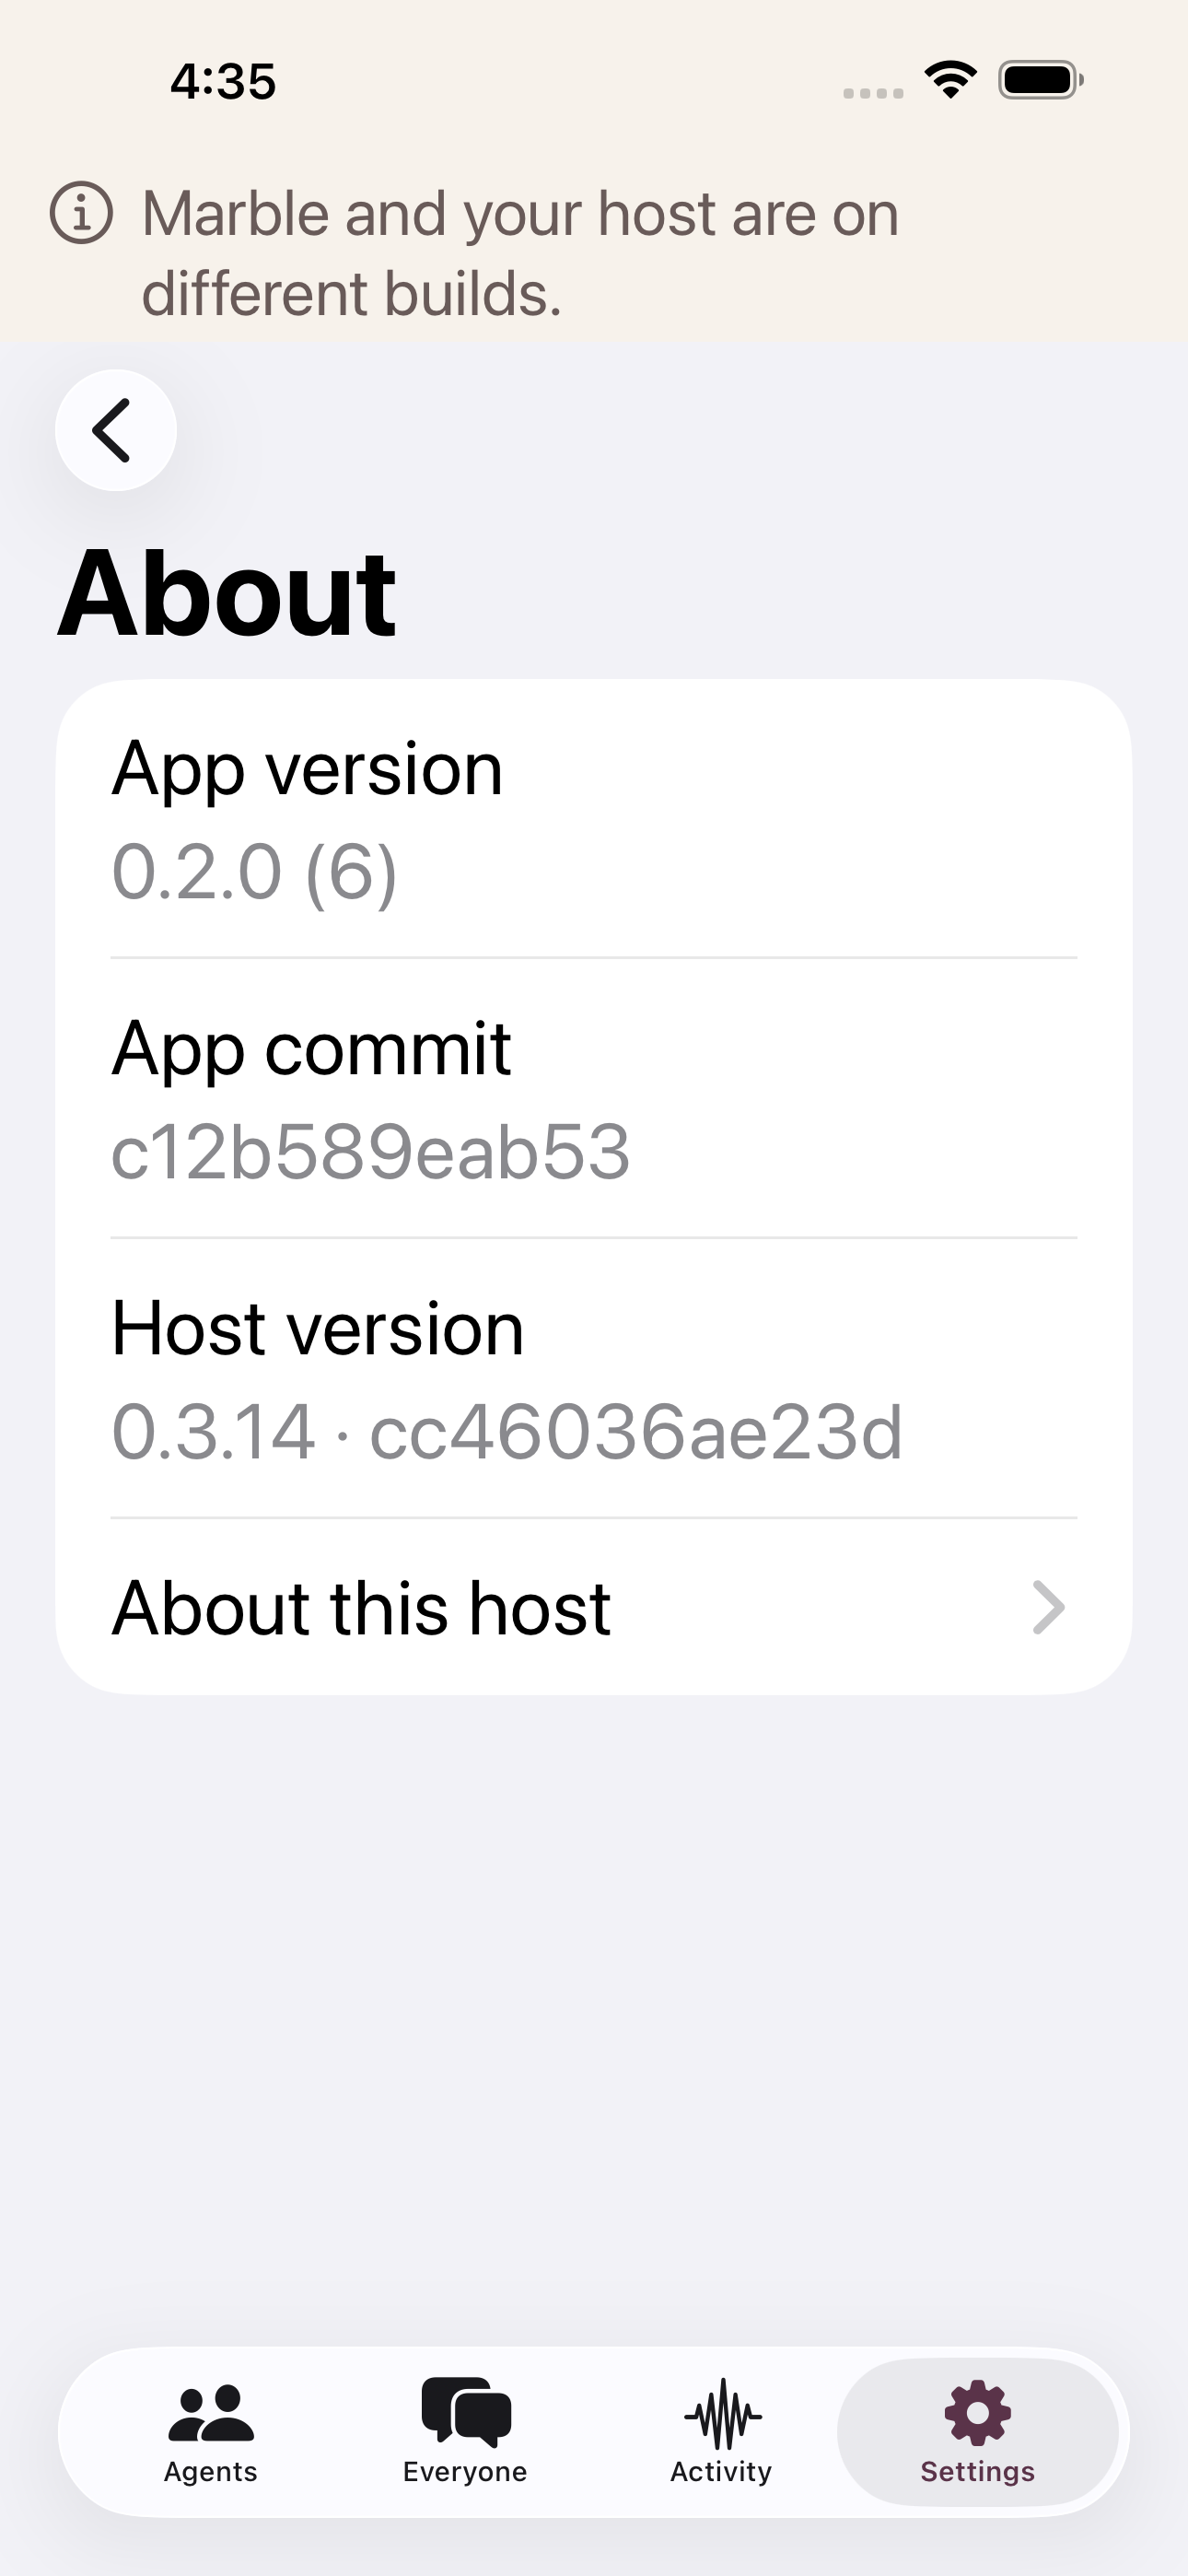 4:35
Marble and your host are on
different builds.
About
App version
0.2.0 (6)
App commit
c12b589eab53
Host version
0.3.14 · cc46036ae23d
About this host
Agents
Everyone
Activity
Settings